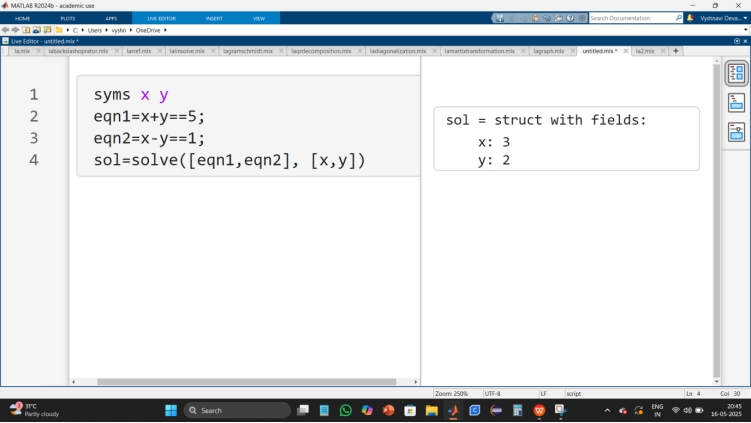 MATLAB R2024b - academic use
HOME PLOTS APPS LIVE EDITOR INSERT VIEW
Search Documentation Vyshnavi Deva...
C: Users vyshn OneDrive
Live Editor - untitled.mlx *
la.mlx labackslashoprator.mlx larref.mlx lalinsolve.mlx lagramschmidt.mlx laqrdecomposition.mlx ladiagonalization.mlx lamartixtransformation.mlx lagraph.mlx untitled.mlx * la2.mlx
1 syms x y
2 eqn1=x+y==5;
3 eqn2=x-y==1;
4 sol=solve([eqn1,eqn2], [x,y])
sol = struct with fields:
x: 3
y: 2
Zoom: 250% UTF-8 LF script Ln 4 Col 30
31°C
Partly cloudy
Search
ENG
IN
20:45
16-05-2025